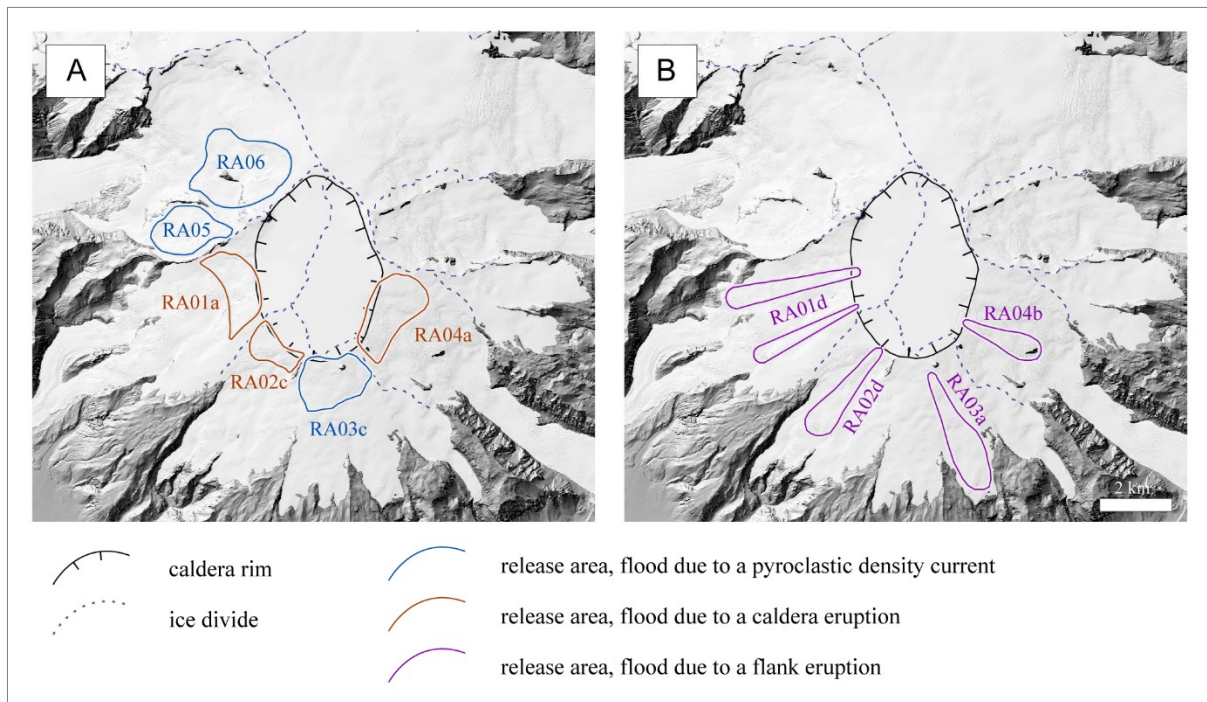 A
RA06
RA05
RA01a
RA04a
RA02c
RA03c
B
RA01d
RA04b
RA02d
RA03a
2 km
caldera rim
ice divide
release area, flood due to a pyroclastic density current
release area, flood due to a caldera eruption
release area, flood due to a flank eruption